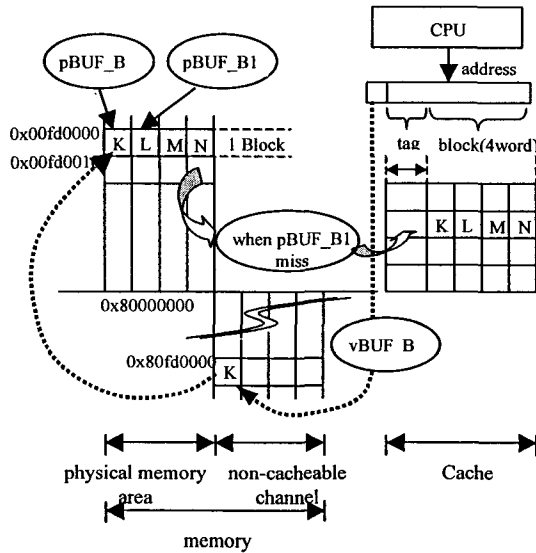 CPU
pBUF_B
pBUF_B1
address
0x00fd0000
K L M N
1 Block
tag
block(4word)
0x00fd001
K L M N
when pBUF_B1
miss
0x80000000
vBUF B
0x80fd0000
K
physical memory
area
non-cacheable
channel
Cache
memory